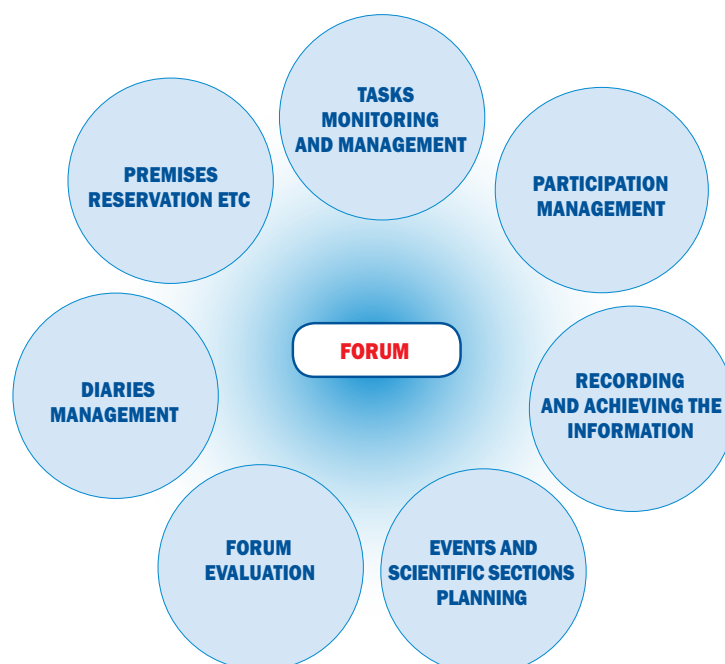 TASKS
MONITORING
AND MANAGEMENT
PREMISES
RESERVATION ETC
PARTICIPATION
MANAGEMENT
FORUM
DIARIES
MANAGEMENT
RECORDING
AND ACHIEVING THE
INFORMATION
FORUM
EVALUATION
EVENTS AND
SCIENTIFIC SECTIONS
PLANNING